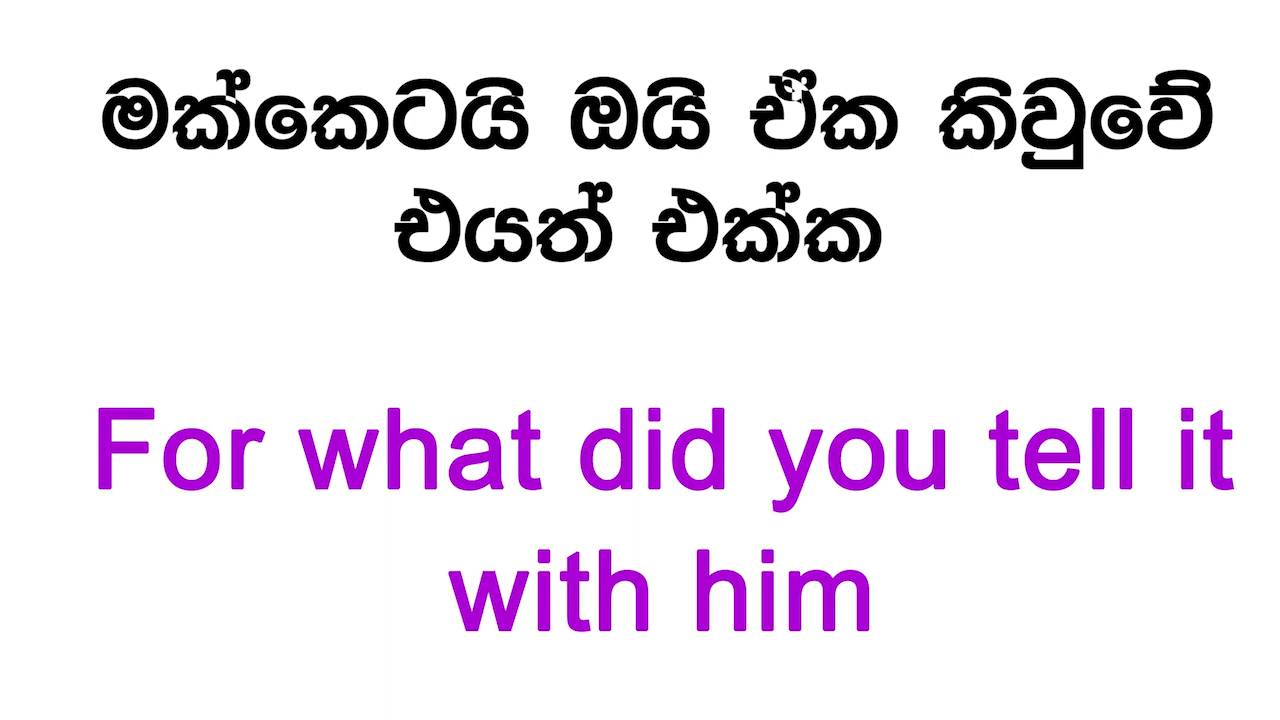 මක්කෙටයි ඔයි ඒක කිවුවේ
එයත් එක්ක
For what did you tell it
with him